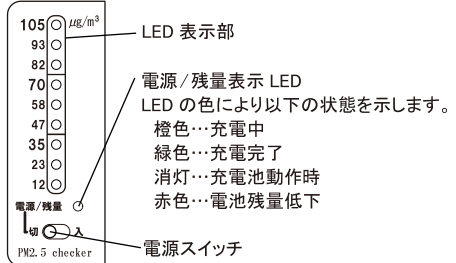 105 μg/m³
93
82
70
58
47
35
23
12
電源/残量
切 入
PM2.5 checker
LED 表示部
電源/残量表示 LED
LED の色により以下の状態を示します。
橙色…充電中
緑色…充電完了
消灯…充電池動作時
赤色…電池残量低下
電源スイッチ